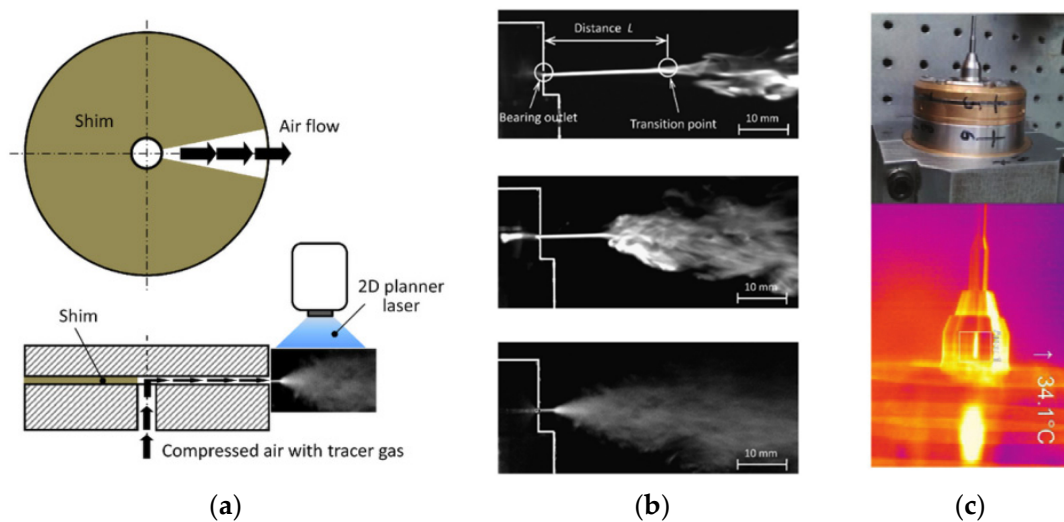 Shim
Air flow
2D planner
laser
Shim
Compressed air with tracer gas
(a)
Distance L
Bearing outlet
Transition point
10 mm
10 mm
10 mm
(b)
↑ 34.1°C
(c)